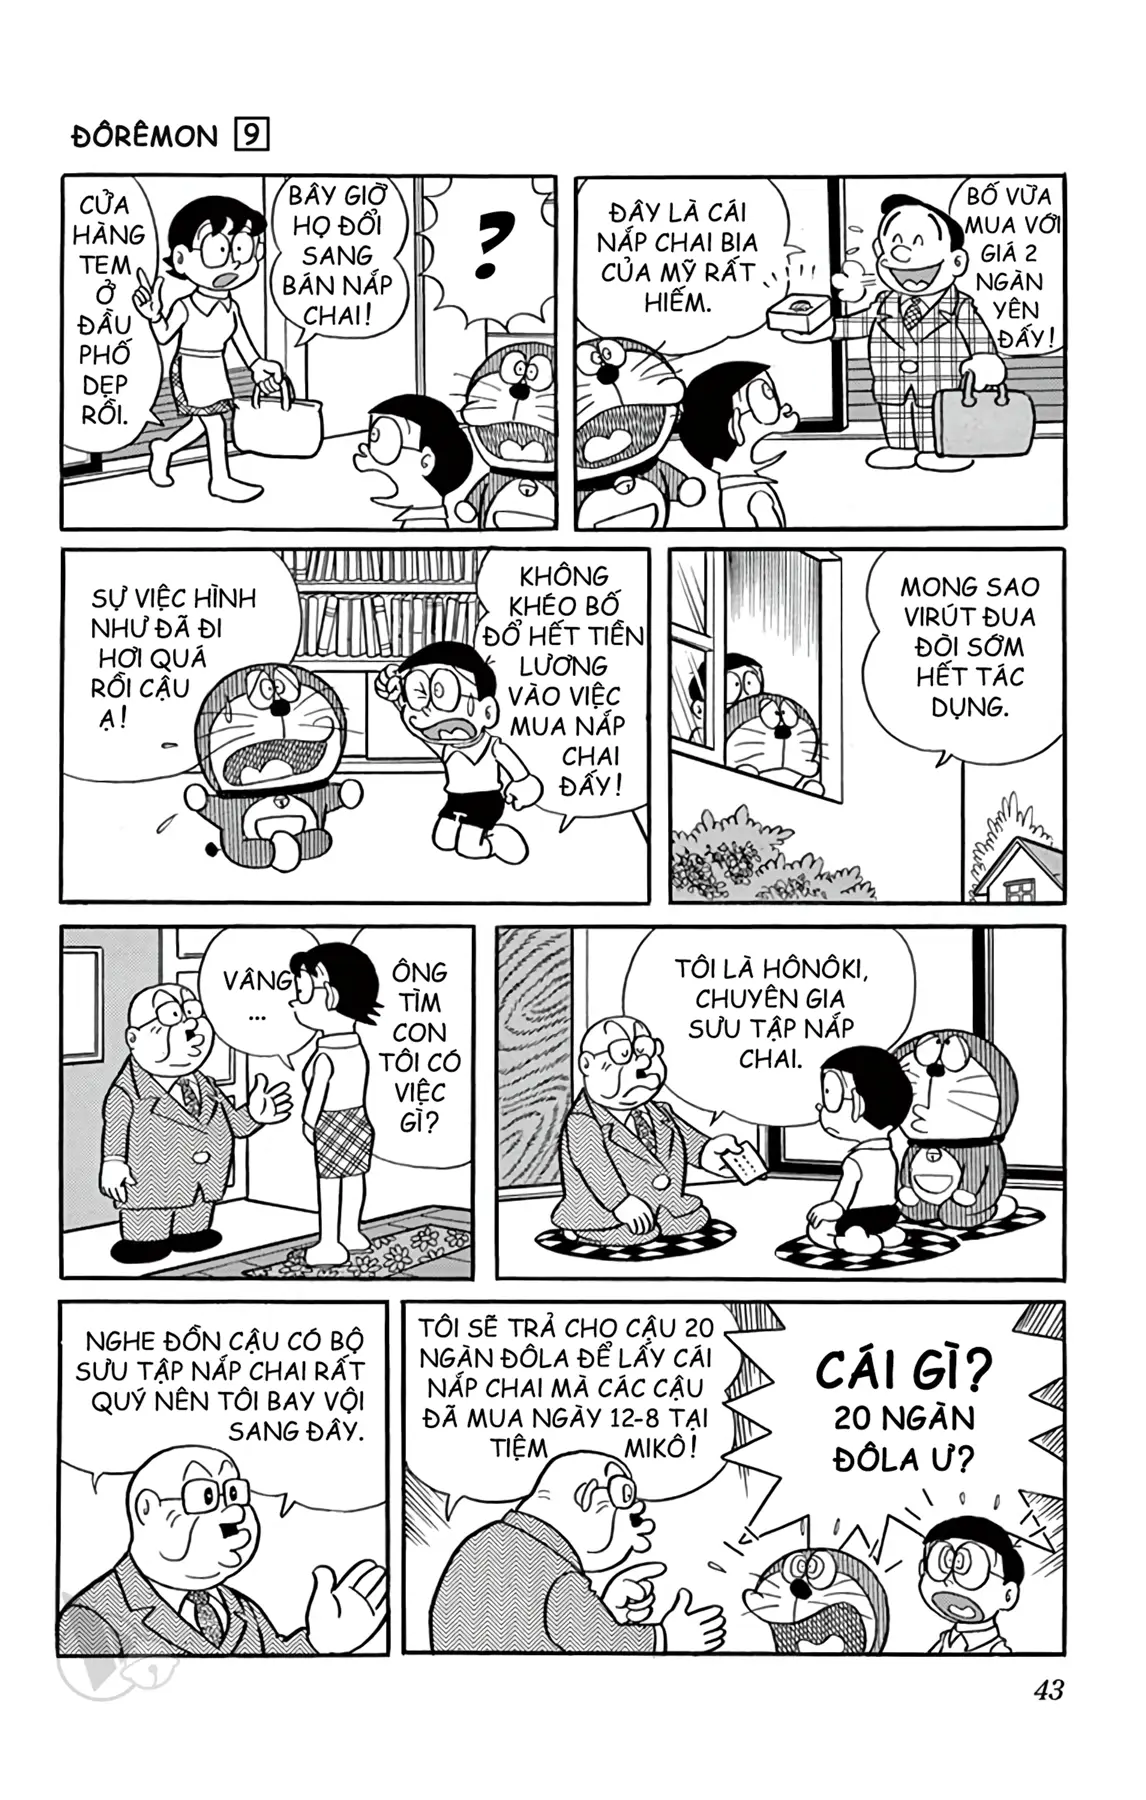 ĐÔRÊMON 9
CỬA
HÀNG
TEM
Ở
ĐẦU
PHỐ
DẸP
RỒI.
BÂY GIỜ
HỌ ĐỔI
SANG
BÁN NẮP
CHAI!
?
ĐÂY LÀ CÁI
NẮP CHAI BIA
CỦA MỸ RẤT
HIẾM.
BỐ VỪA
MUA VỚI
GIÁ 2
NGÀN
YÊN
ĐẤY!
SỰ VIỆC HÌNH
NHƯ ĐÃ ĐI
HƠI QUÁ
RỒI CẬU
Ạ!
KHÔNG
KHÉO BỐ
ĐỔ HẾT TIỀN
LƯƠNG
VÀO VIỆC
MUA NẮP
CHAI
ĐẤY!
MONG SAO
VIRÚT ĐUA
ĐÒI SỚM
HẾT TÁC
DỤNG.
VÂNG
...
ÔNG
TÌM
CON
TÔI CÓ
VIỆC
GÌ?
TÔI LÀ HÔNÔKI,
CHUYÊN GIA
SƯU TẬP NẮP
CHAI.
NGHE ĐỒN CẬU CÓ BỘ
SƯU TẬP NẮP CHAI RẤT
QUÝ NÊN TÔI BAY VỘI
SANG ĐÂY.
TÔI SẼ TRẢ CHO CẬU 20
NGÀN ĐÔLA ĐỂ LẤY CÁI
NẮP CHAI MÀ CÁC CẬU
ĐÃ MUA NGÀY 12-8 TẠI
TIỆM MIKÔ!
CÁI GÌ?
20 NGÀN
ĐÔLA Ư?
43